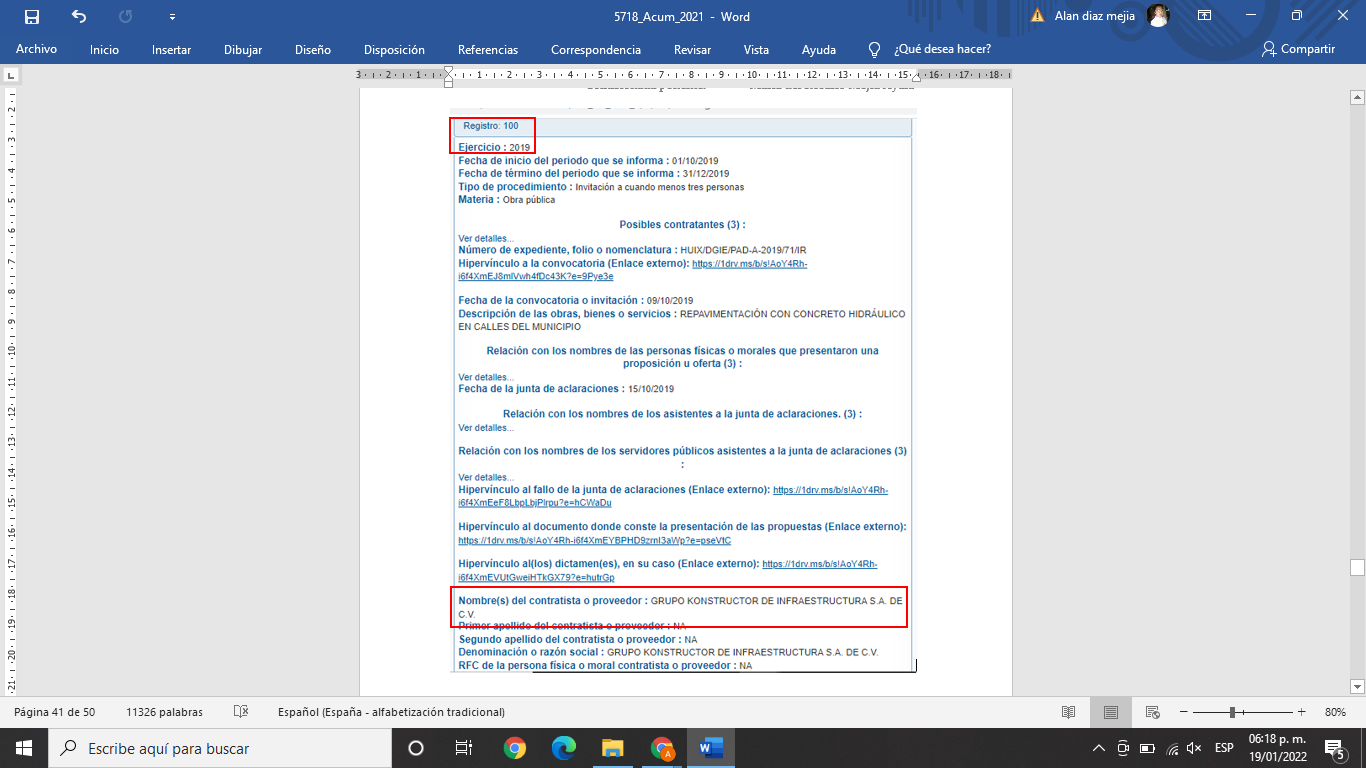 5718_Acum_2021 - Word
Alan diaz mejia
Archivo Inicio Insertar Dibujar Diseño Disposición Referencias Correspondencia Revisar Vista Ayuda ¿Qué desea hacer? Compartir
Registro: 100
Ejercicio : 2019
Fecha de inicio del periodo que se informa : 01/10/2019
Fecha de término del periodo que se informa : 31/12/2019
Tipo de procedimiento : Invitación a cuando menos tres personas
Materia : Obra pública
Posibles contratantes (3) :
Ver detalles...
Número de expediente, folio o nomenclatura : HUIX/DGIE/PAD-A-2019/71/IR
Hipervínculo a la convocatoria (Enlace externo): https://1drv.ms/b/s!AoY4Rh-
i6f4XmEJ8mlVwh4fDc43K?e=9Pye3e
Fecha de la convocatoria o invitación : 09/10/2019
Descripción de las obras, bienes o servicios : REPAVIMENTACIÓN CON CONCRETO HIDRÁULICO
EN CALLES DEL MUNICIPIO
Relación con los nombres de las personas físicas o morales que presentaron una
proposición u oferta (3) :
Ver detalles...
Fecha de la junta de aclaraciones : 15/10/2019
Relación con los nombres de los asistentes a la junta de aclaraciones. (3) :
Ver detalles...
Relación con los nombres de los servidores públicos asistentes a la junta de aclaraciones (3)
:
Ver detalles...
Hipervínculo al fallo de la junta de aclaraciones (Enlace externo): https://1drv.ms/b/s!AoY4Rh-
i6f4XmEeF8LbpLbjPlrpu?e=hCWaDu
Hipervínculo al documento donde conste la presentación de las propuestas (Enlace externo):
https://1drv.ms/b/s!AoY4Rh-i6f4XmEYBPHD9zrnI3aWp?e=pseVtC
Hipervínculo al(los) dictamen(es), en su caso (Enlace externo): https://1drv.ms/b/s!AoY4Rh-
i6f4XmEVUtGweiHTkGX79?e=hutrGp
Nombre(s) del contratista o proveedor : GRUPO KONSTRUCTOR DE INFRAESTRUCTURA S.A. DE
C.V.
Primer apellido del contratista o proveedor : NA
Segundo apellido del contratista o proveedor : NA
Denominación o razón social : GRUPO KONSTRUCTOR DE INFRAESTRUCTURA S.A. DE C.V.
RFC de la persona física o moral contratista o proveedor : NA
Página 41 de 50 11326 palabras Español (España - alfabetización tradicional) 80%
Escribe aquí para buscar
ESP
06:18 p. m.
19/01/2022
5